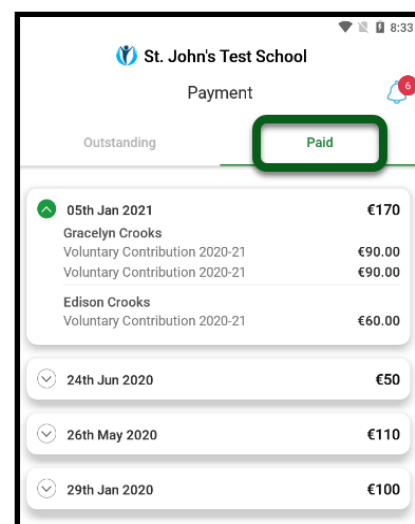 8:33
St. John's Test School
Payment
6
Outstanding Paid
05th Jan 2021 €170
Gracelyn Crooks
Voluntary Contribution 2020-21 €90.00
Voluntary Contribution 2020-21 €90.00
Edison Crooks
Voluntary Contribution 2020-21 €60.00
24th Jun 2020 €50
26th May 2020 €110
29th Jan 2020 €100